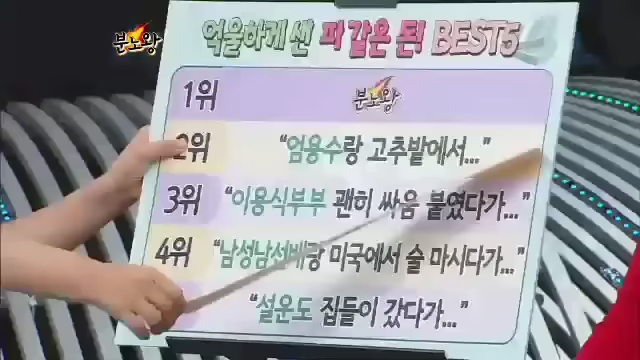 분노왕
억울하게 쎈 피 같은 돈! BEST5
1위 분노왕
2위 "엄용수랑 고추밭에서..."
3위 "이용식부부 괜히 싸움 붙였다가..."
4위 "남성남선배랑 미국에서 술 마시다가..."
"설운도 집들이 갔다가..."